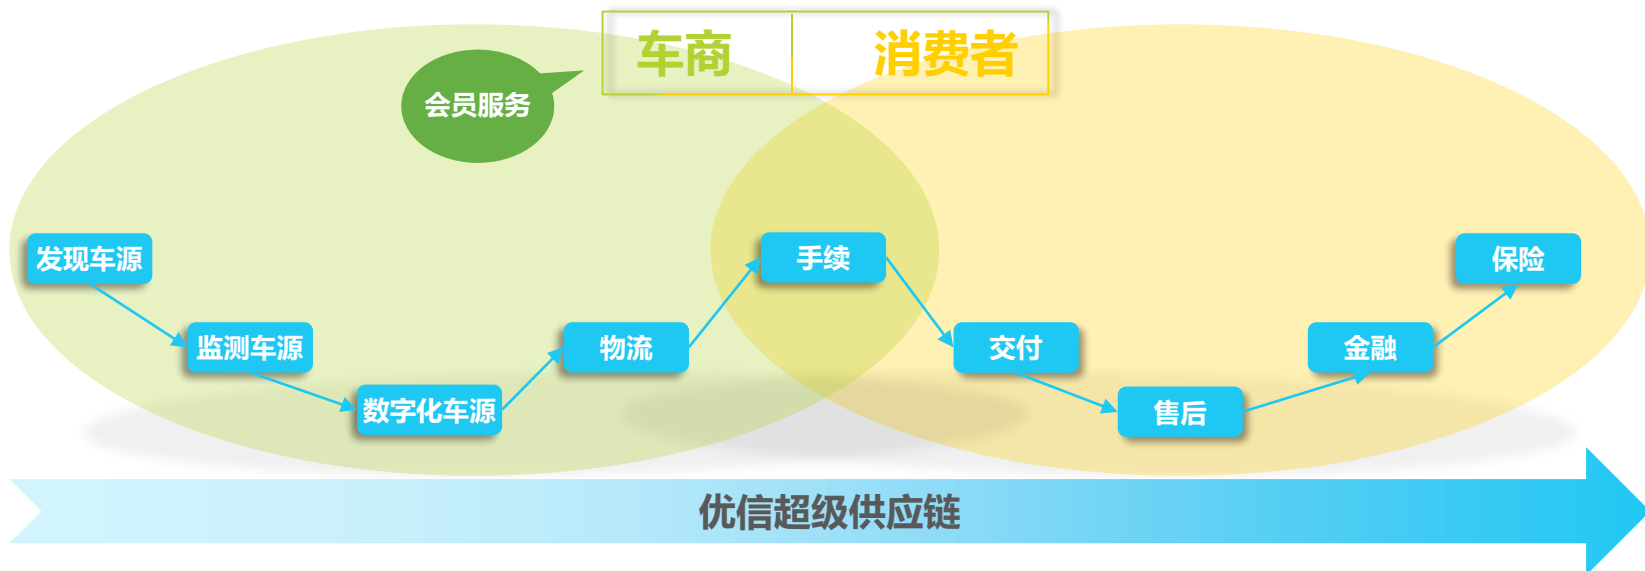 车商
消费者
会员服务
发现车源
监测车源
数字化车源
物流
手续
交付
售后
金融
保险
优信超级供应链